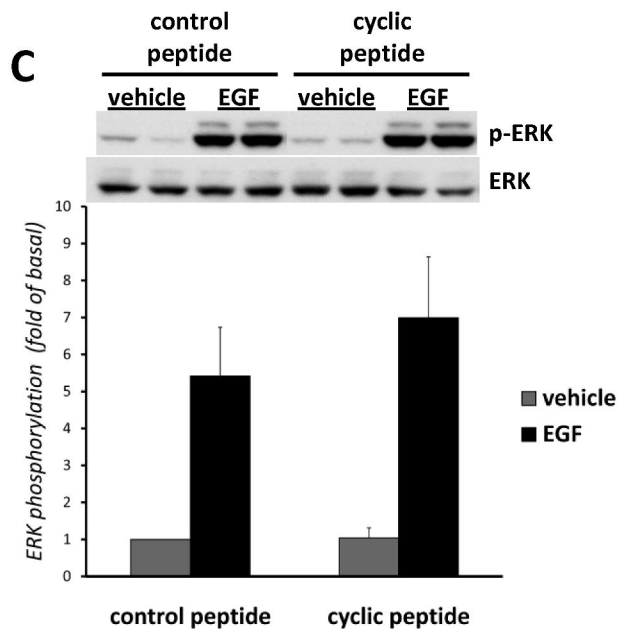 C
control peptide
cyclic peptide
vehicle EGF vehicle EGF
p-ERK
ERK
ERK phosphorylation (fold of basal)
10
9
8
7
6
5
4
3
2
1
0
vehicle
EGF
control peptide cyclic peptide